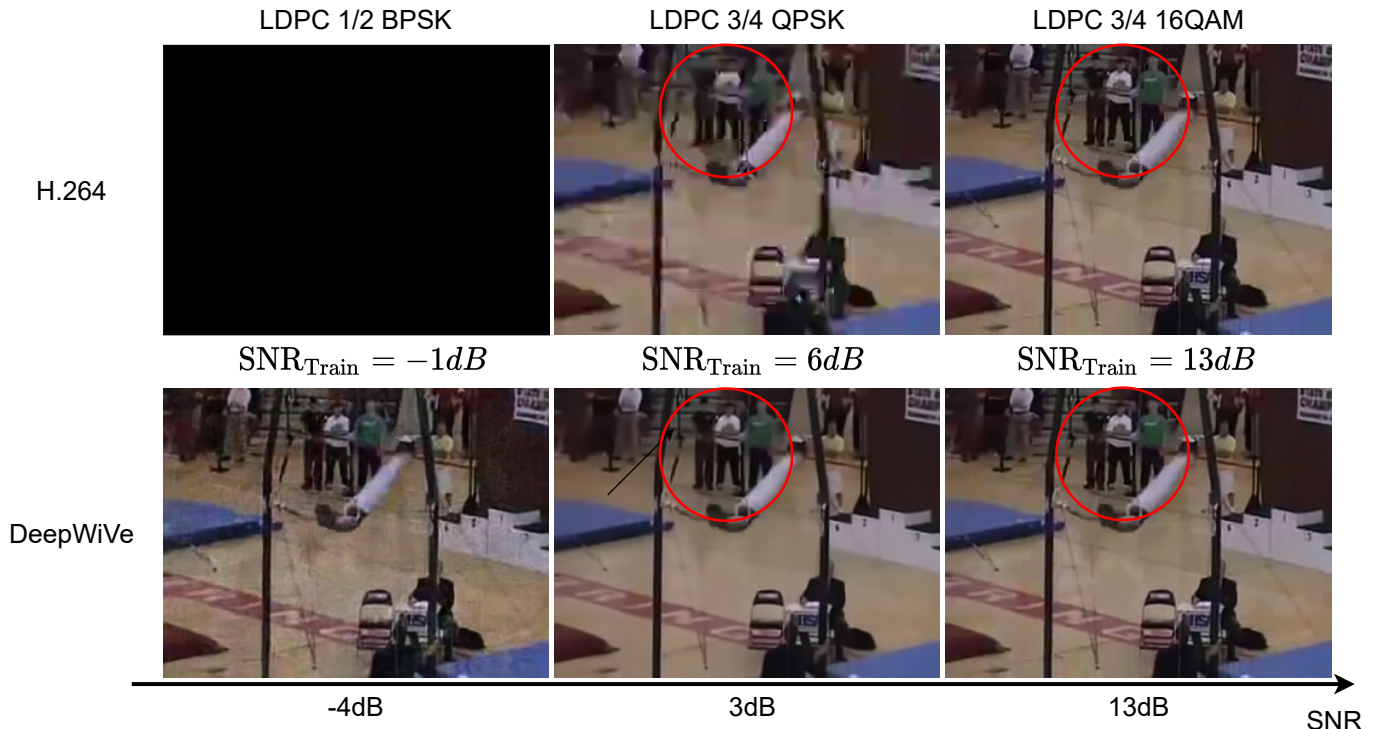 LDPC 1/2 BPSK
LDPC 3/4 QPSK
LDPC 3/4 16QAM
H.264
SNR_Train = −1dB
SNR_Train = 6dB
SNR_Train = 13dB
DeepWiVe
-4dB
3dB
13dB
SNR